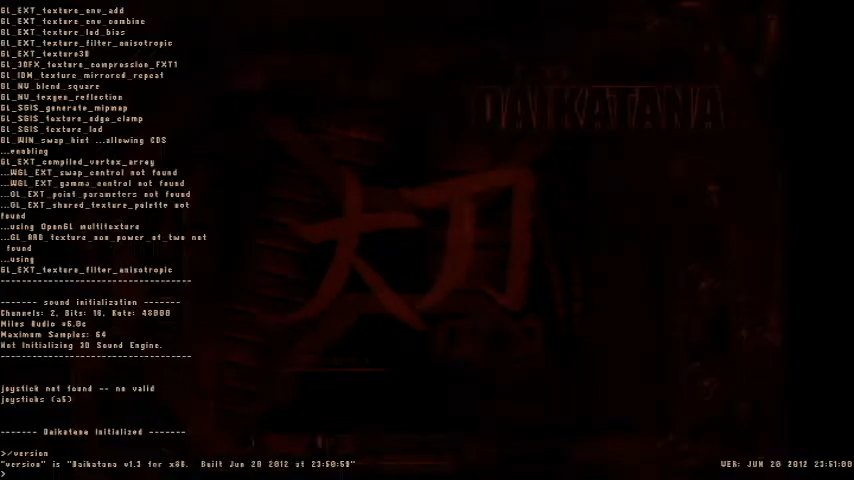 GL_EXT_texture_env_add
GL_EXT_texture_env_combine
GL_EXT_texture_lod_bias
GL_EXT_texture_filter_anisotropic
GL_EXT_texture3D
GL_3DFX_texture_compression_FXT1
GL_IBM_texture_mirrored_repeat
GL_NV_blend_square
GL_NV_texgen_reflection
GL_SGIS_generate_mipmap
GL_SGIS_texture_edge_clamp
GL_SGIS_texture_lod
GL_WIN_swap_hint ...allowing CDS
...enabling
GL_EXT_compiled_vertex_array
...WGL_EXT_swap_control not found
...WGL_EXT_gamma_control not found
...GL_EXT_point_parameters not found
...GL_EXT_shared_texture_palette not
found
...using OpenGL multitexture
...GL_ARB_texture_non_power_of_two not
found
...using
GL_EXT_texture_filter_anisotropic
-----------------------------------
------- sound initialization -------
Channels: 2, Bits: 16, Rate: 48000
Miles Audio v6.0c
Maximum Samples: 64
Not Initializing 3D Sound Engine.
-----------------------------------
joystick not found -- no valid
joysticks (a5)
------- Daikatana Initialized -------
>/version
"version" is "Daikatana v1.3 for x86.  Built Jun 20 2012 at 23:50:59"
>
WED: JUN 20 2012 23:51:00
DAIKATANA
大刀